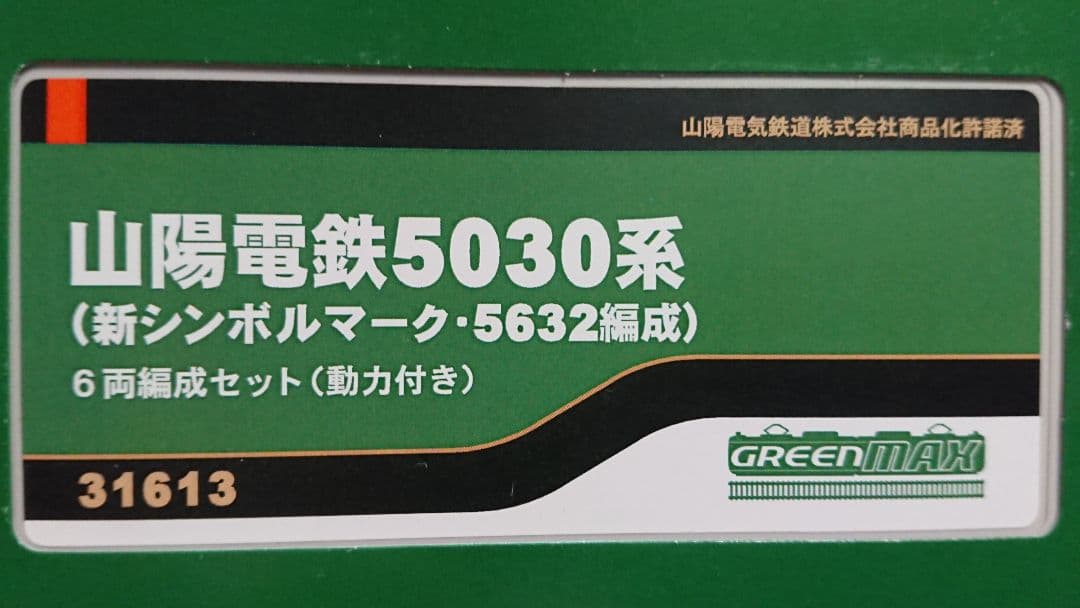 山陽電気鉄道株式会社商品化許諾済
山陽電鉄5030系
（新シンボルマーク・5632編成）
６両編成セット（動力付き）
31613
GREENMAX